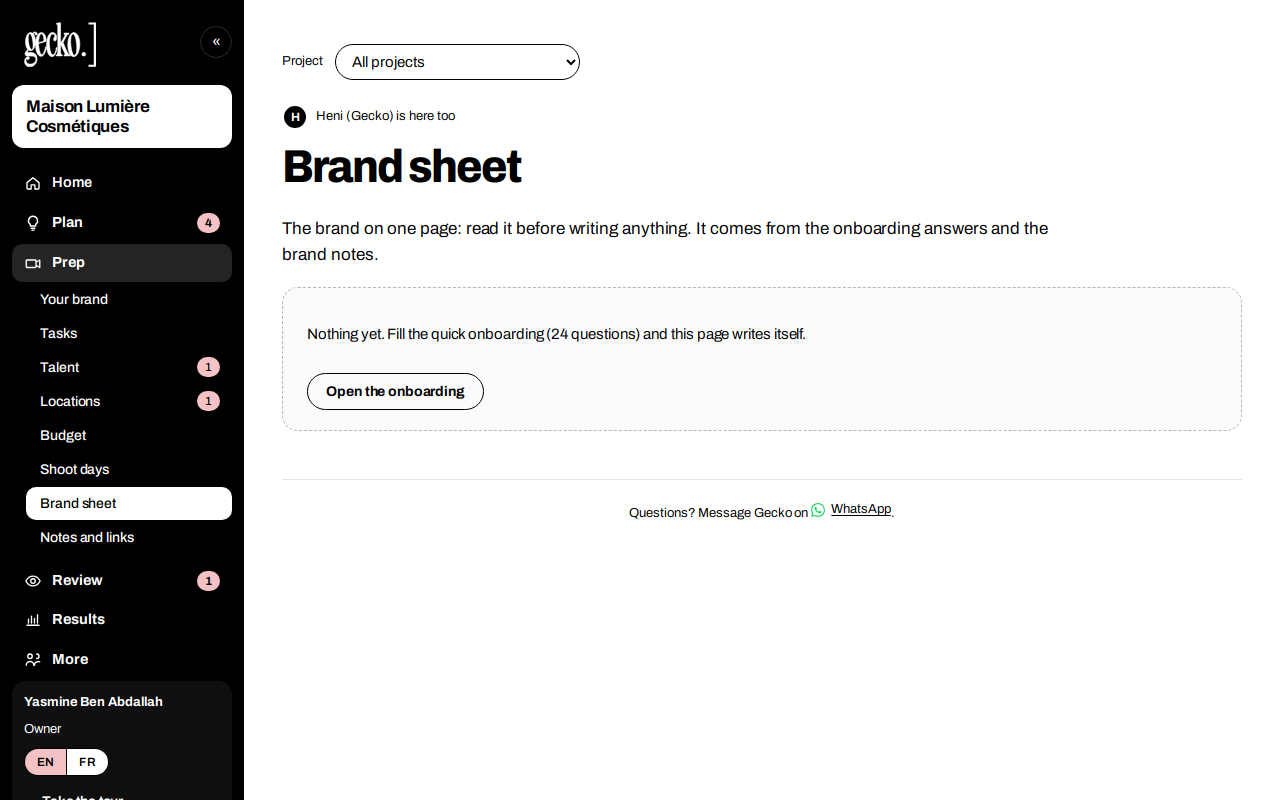 gecko.]
«
Maison Lumière
Cosmétiques
Home
Plan 4
Prep
Your brand
Tasks
Talent 1
Locations 1
Budget
Shoot days
Brand sheet
Notes and links
Review 1
Results
More
Yasmine Ben Abdallah
Owner
EN FR
Take the tour
Project All projects
H Heni (Gecko) is here too
Brand sheet
The brand on one page: read it before writing anything. It comes from the onboarding answers and the
brand notes.
Nothing yet. Fill the quick onboarding (24 questions) and this page writes itself.
Open the onboarding
Questions? Message Gecko on WhatsApp.